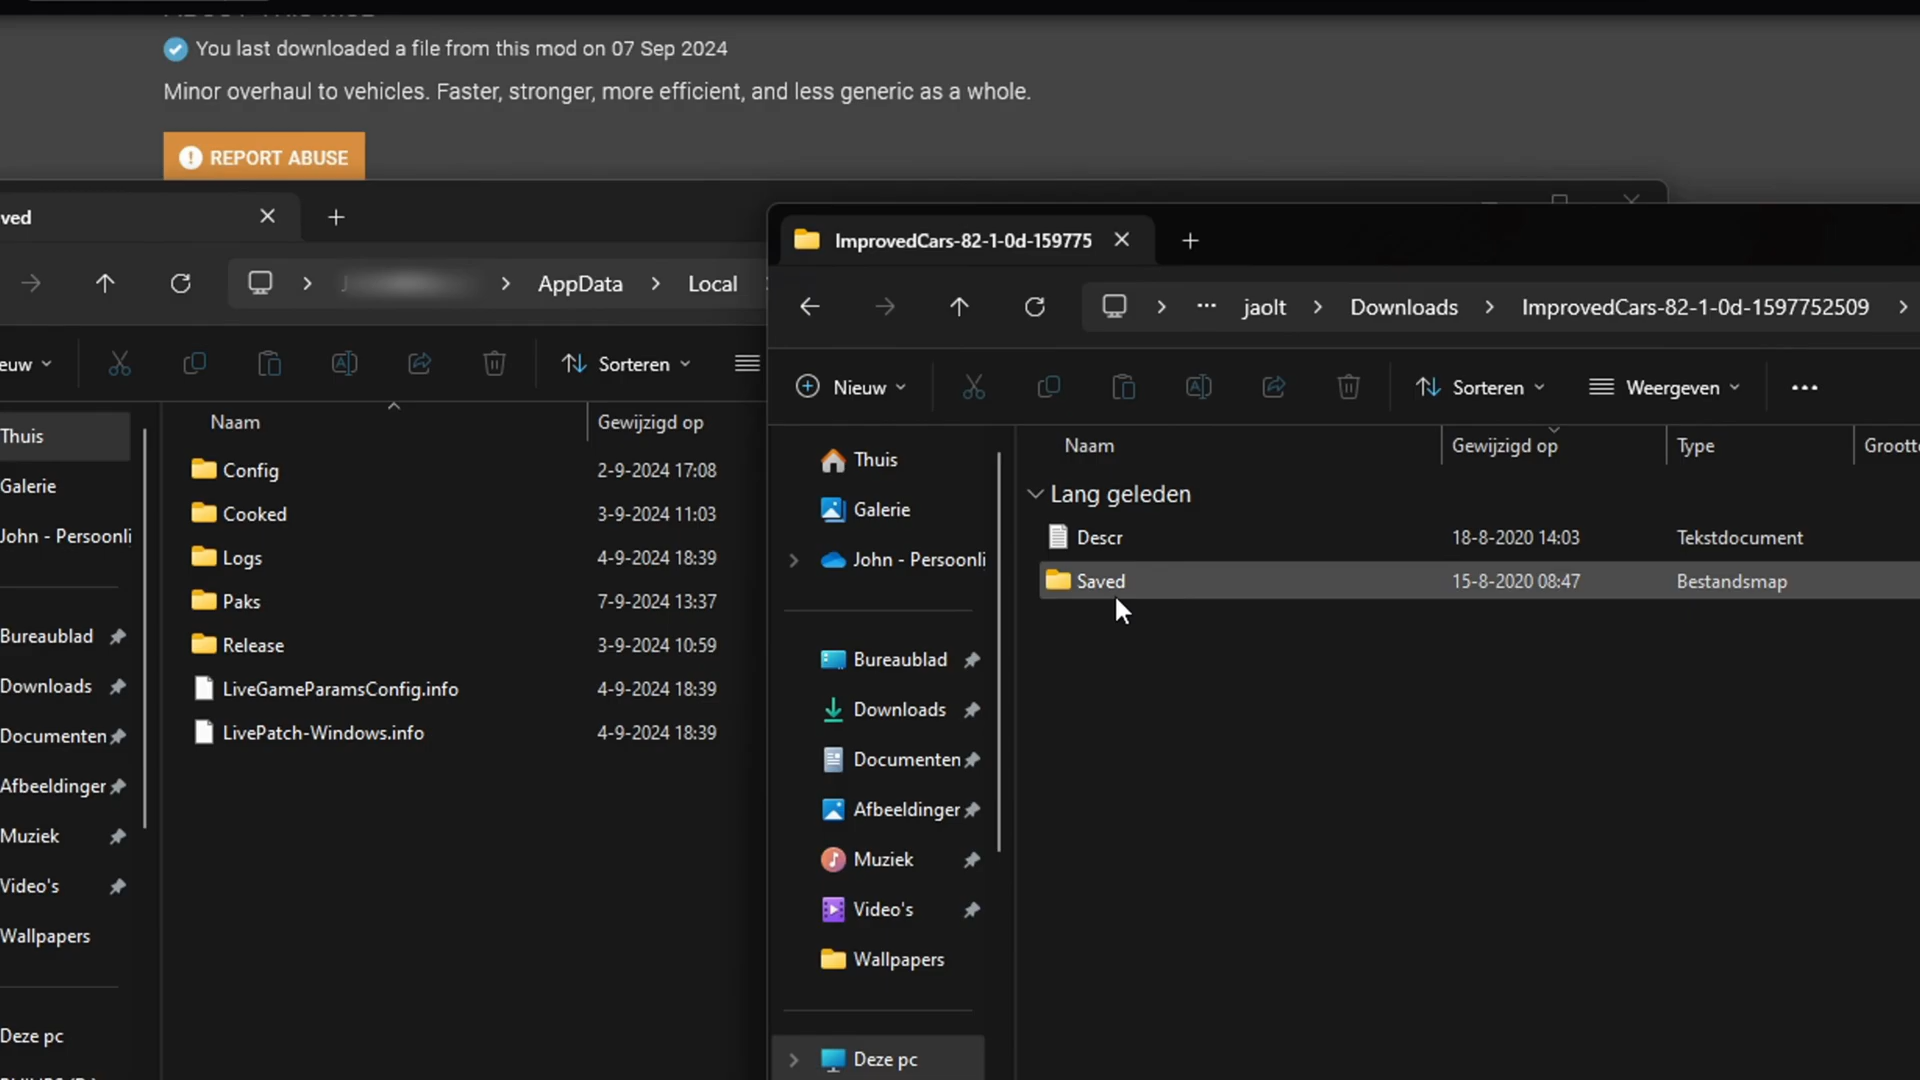 You last downloaded a file from this mod on 07 Sep 2024
Minor overhaul to vehicles. Faster, stronger, more efficient, and less generic as a whole.
REPORT ABUSE
ved
AppData
Local
euw
Sorteren
Naam
Gewijzigd op
Thuis
Galerie
John - Persoonli
Bureaublad
Downloads
Documenten
Afbeeldinger
Muziek
Video's
Wallpapers
Deze pc
Config 2-9-2024 17:08
Cooked 3-9-2024 11:03
Logs 4-9-2024 18:39
Paks 7-9-2024 13:37
Release 3-9-2024 10:59
LiveGameParamsConfig.info 4-9-2024 18:39
LivePatch-Windows.info 4-9-2024 18:39
ImprovedCars-82-1-0d-159775
jaolt
Downloads
ImprovedCars-82-1-0d-1597752509
Nieuw
Sorteren
Weergeven
Thuis
Galerie
John - Persoonli
Bureaublad
Downloads
Documenten
Afbeeldinger
Muziek
Video's
Wallpapers
Deze pc
Naam
Gewijzigd op
Type
Grootte
Lang geleden
Descr 18-8-2020 14:03 Tekstdocument
Saved 15-8-2020 08:47 Bestandsmap